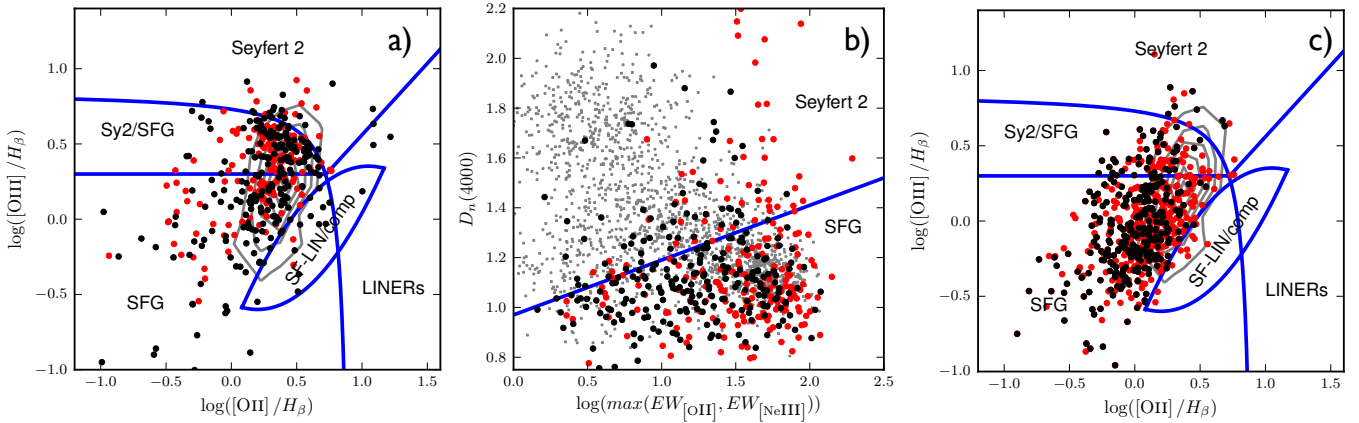 a)
Seyfert 2
Sy2/SFG
SF-LIN/comp
SFG
LINERs
log([OIII]/Hβ)
1.0
0.5
0.0
−0.5
−1.0
−1.0 −0.5 0.0 0.5 1.0 1.5
log([OII]/Hβ)
b)
Seyfert 2
SFG
Dn(4000)
2.2
2.0
1.8
1.6
1.4
1.2
1.0
0.8
0.0 0.5 1.0 1.5 2.0 2.5
log(max(EW[OII], EW[NeIII]))
c)
Seyfert 2
Sy2/SFG
SF-LIN/comp
SFG
LINERs
log([OIII]/Hβ)
1.0
0.5
0.0
−0.5
−1.0
−1.0 −0.5 0.0 0.5 1.0 1.5
log([OII]/Hβ)